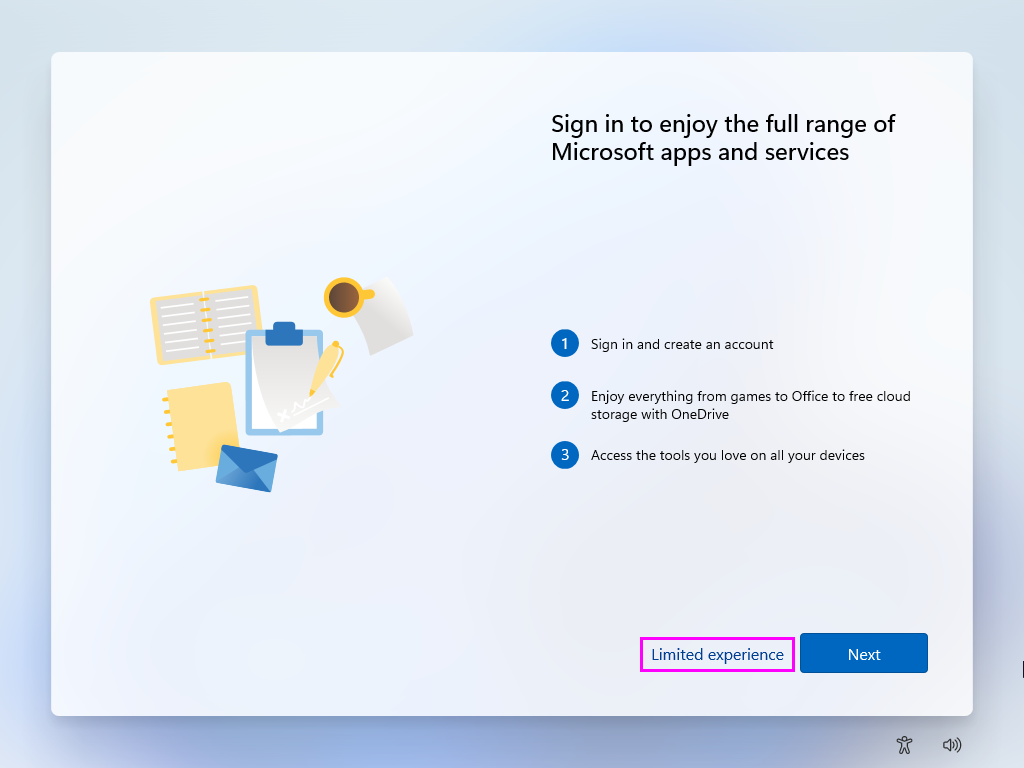 Sign in to enjoy the full range of
Microsoft apps and services
1 Sign in and create an account
2 Enjoy everything from games to Office to free cloud
storage with OneDrive
3 Access the tools you love on all your devices
Limited experience
Next